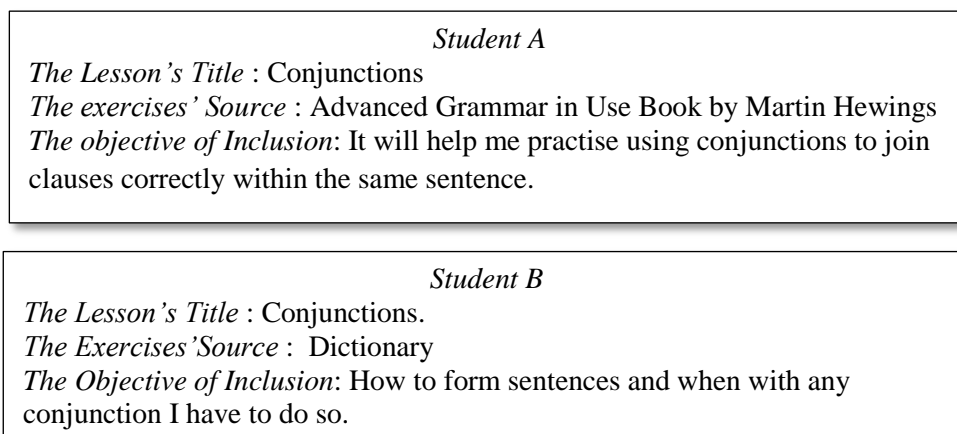 Student A
The Lesson's Title : Conjunctions
The exercises' Source : Advanced Grammar in Use Book by Martin Hewings
The objective of Inclusion: It will help me practise using conjunctions to join
clauses correctly within the same sentence.
Student B
The Lesson's Title : Conjunctions.
The Exercises'Source :  Dictionary
The Objective of Inclusion: How to form sentences and when with any
conjunction I have to do so.